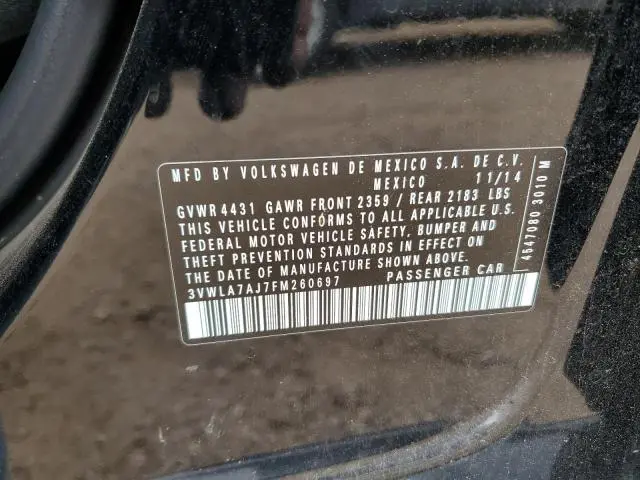 MFD BY VOLKSWAGEN DE MEXICO S.A. DE C.V.
MEXICO 11/14
GVWR 4431 GAWR FRONT 2359 / REAR 2183 LBS
THIS VEHICLE CONFORMS TO ALL APPLICABLE U.S.
FEDERAL MOTOR VEHICLE SAFETY, BUMPER AND
THEFT PREVENTION STANDARDS IN EFFECT ON
THE DATE OF MANUFACTURE SHOWN ABOVE.
3VWLA7AJ7FM260697 PASSENGER CAR
4547080 3010 M